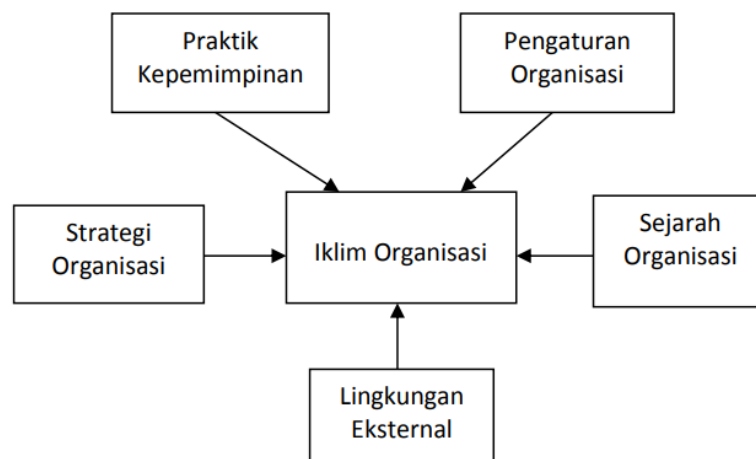 Praktik
Kepemimpinan
Pengaturan
Organisasi
Strategi
Organisasi
Iklim Organisasi
Sejarah
Organisasi
Lingkungan
Eksternal